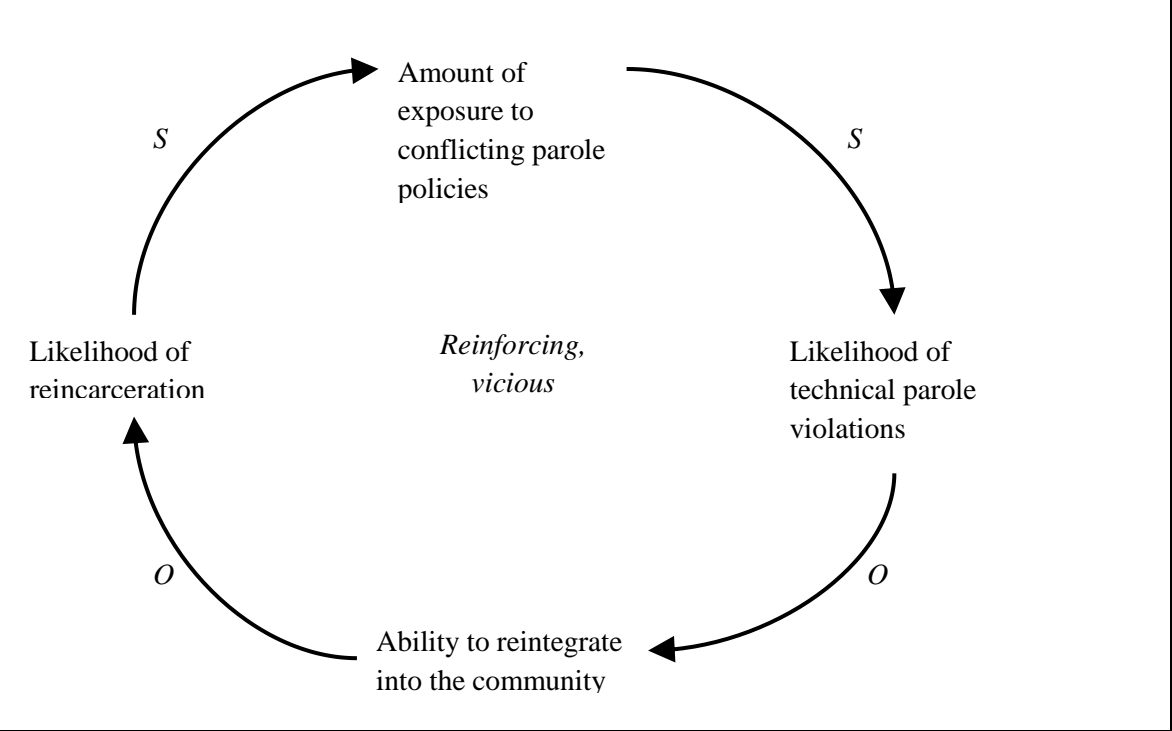 Amount of
exposure to
conflicting parole
policies
S
S
Likelihood of
reincarceration
Reinforcing,
vicious
Likelihood of
technical parole
violations
O
O
Ability to reintegrate
into the community